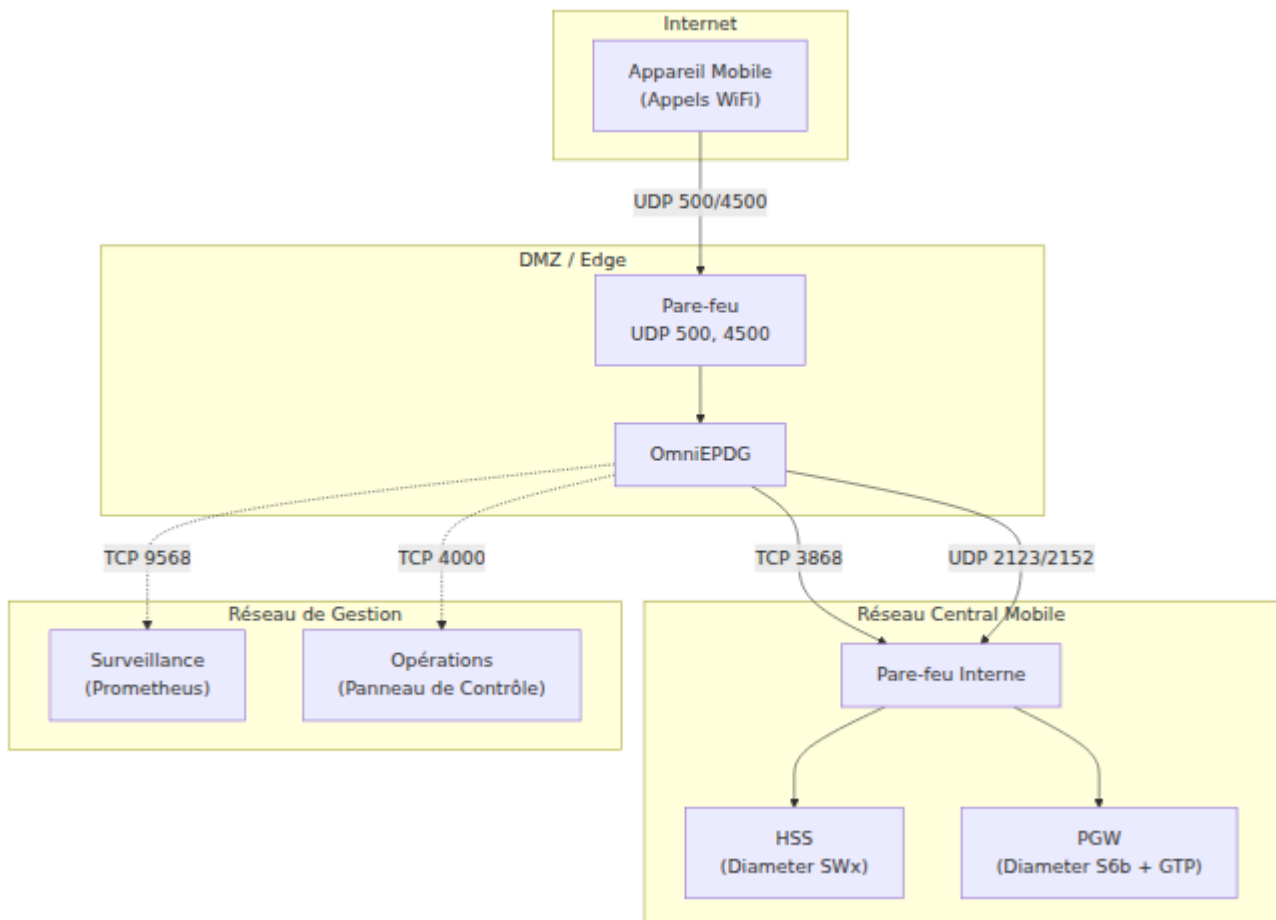 Internet
Appareil Mobile
(Appels WiFi)
UDP 500/4500
DMZ / Edge
Pare-feu
UDP 500, 4500
OmniEPDG
TCP 9568
TCP 4000
TCP 3868
UDP 2123/2152
Réseau de Gestion
Surveillance
(Prometheus)
Opérations
(Panneau de Contrôle)
Réseau Central Mobile
Pare-feu Interne
HSS
(Diameter SWx)
PGW
(Diameter S6b + GTP)